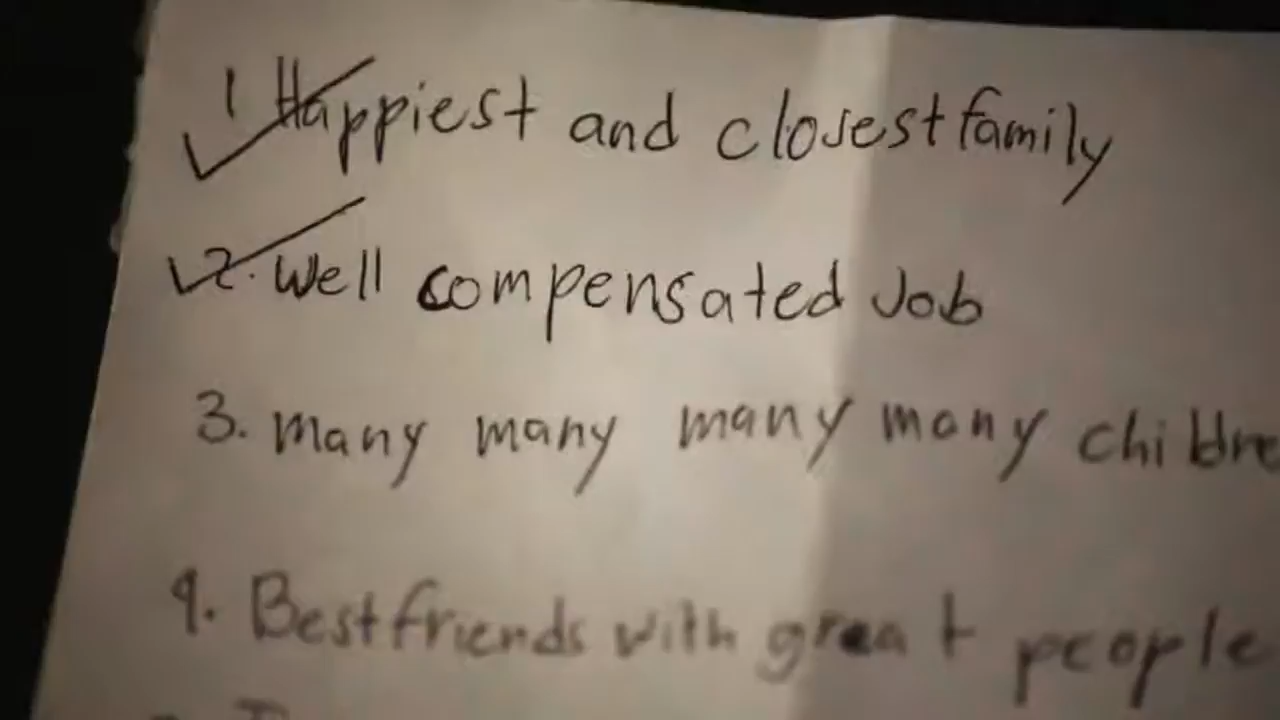 1 Happiest and closest family
2. Well compensated Job
3. many many many many childre
4. Best friends with great people